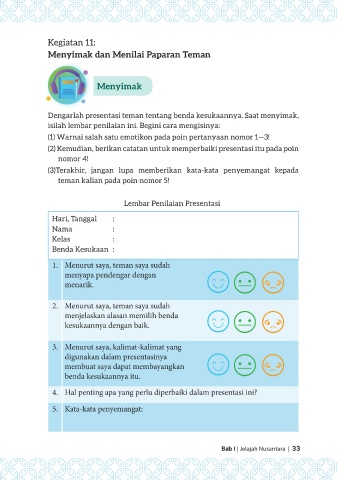 Kegiatan 11:
Menyimak dan Menilai Paparan Teman
Menyimak
Dengarlah presentasi teman tentang benda kesukaannya. Saat menyimak,
isilah lembar penilaian ini. Begini cara mengisinya:
(1) Warnai salah satu emotikon pada poin pertanyaan nomor 1—3!
(2) Kemudian, berikan catatan untuk memperbaiki presentasi itu pada poin
nomor 4!
(3)Terakhir, jangan lupa memberikan kata-kata penyemangat kepada
teman kalian pada poin nomor 5!
Lembar Penilaian Presentasi
Hari, Tanggal :
Nama :
Kelas :
Benda Kesukaan :
1. Menurut saya, teman saya sudah
menyapa pendengar dengan
menarik.
2. Menurut saya, teman saya sudah
menjelaskan alasan memilih benda
kesukaannya dengan baik.
3. Menurut saya, kalimat-kalimat yang
digunakan dalam presentasinya
membuat saya dapat membayangkan
benda kesukaannya itu.
4. Hal penting apa yang perlu diperbaiki dalam presentasi ini?
5. Kata-kata penyemangat:
Bab I | Jelajah Nusantara | 33